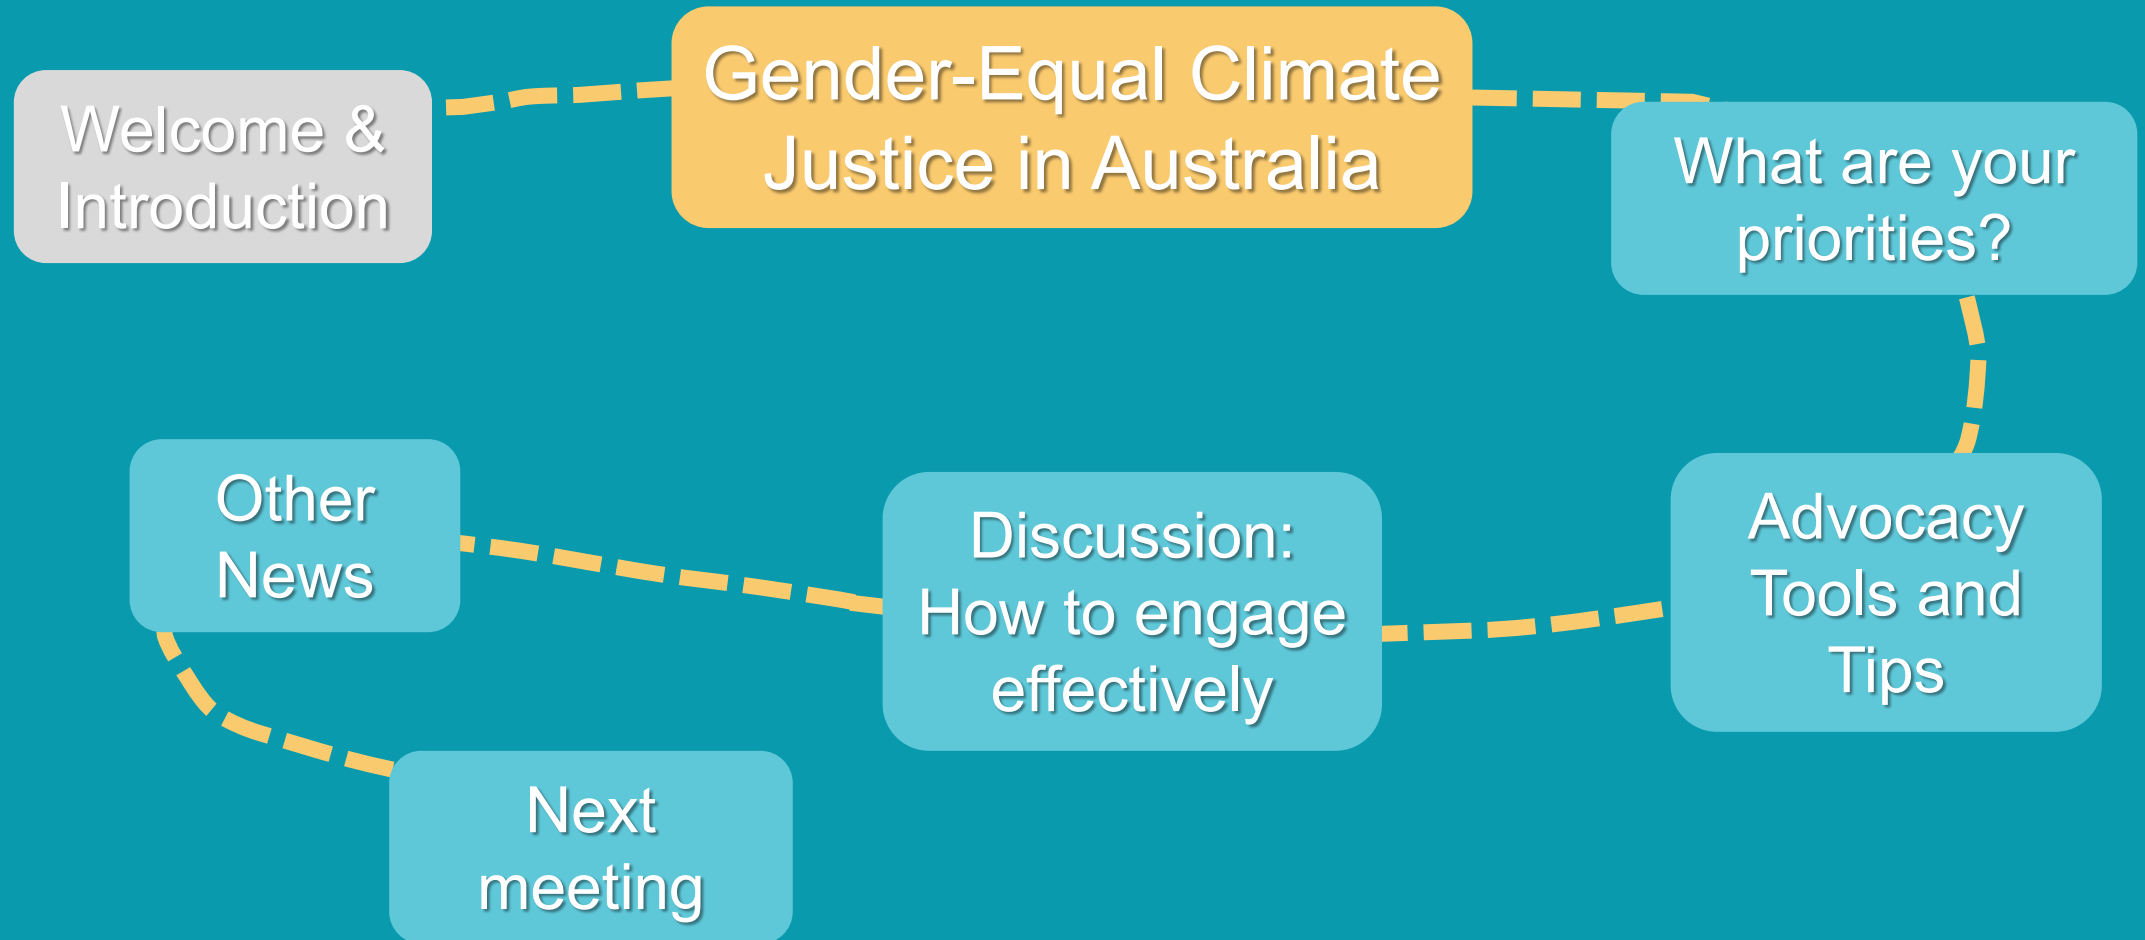 Welcome &
Introduction
Gender-Equal Climate
Justice in Australia
What are your
priorities?
Advocacy
Tools and
Tips
Discussion:
How to engage
effectively
Other
News
Next
meeting